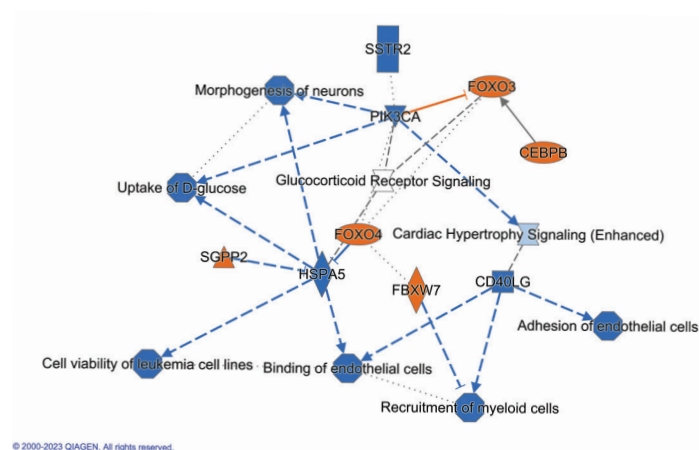 SSTR2
Morphogenesis of neurons
FOXO3
PIK3CA
CEBPB
Glucocorticoid Receptor Signaling
Uptake of D-glucose
FOXO4
Cardiac Hypertrophy Signaling (Enhanced)
SGPP2
HSPA5
FBXW7
CD40LG
Adhesion of endothelial cells
Cell viability of leukemia cell lines
Binding of endothelial cells
Recruitment of myeloid cells
© 2000-2023 QIAGEN. All rights reserved.